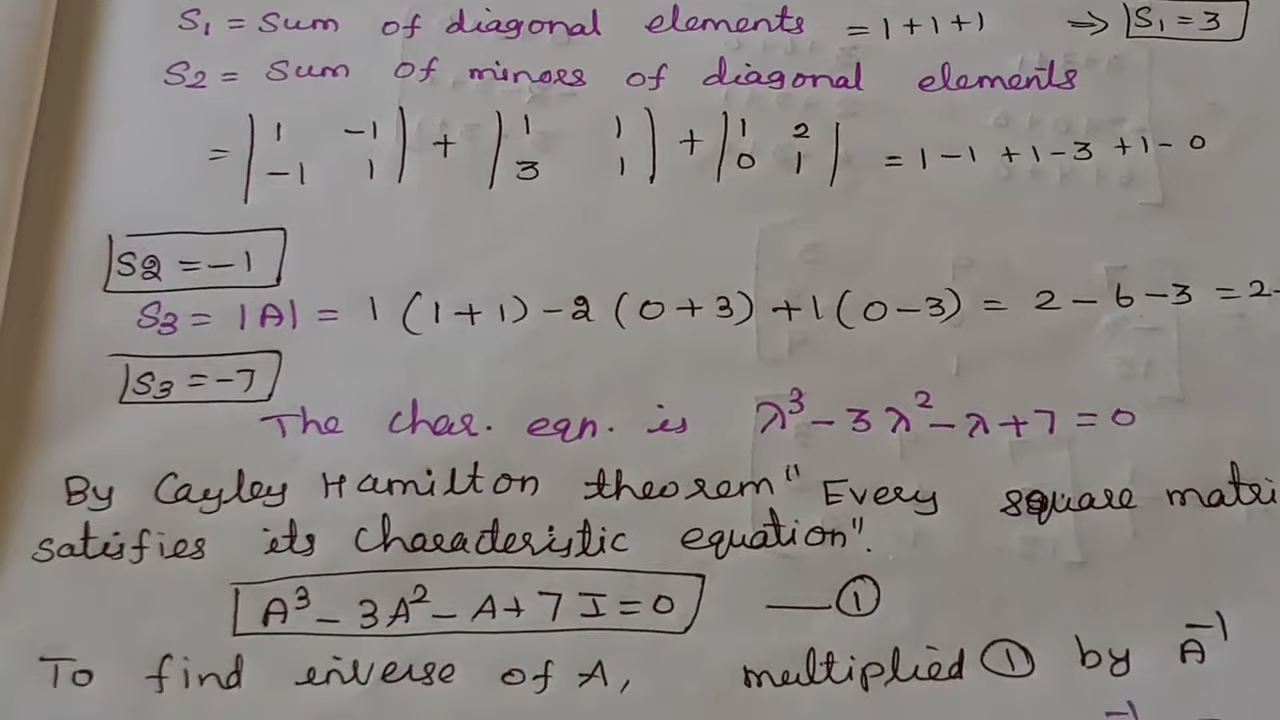 S₁ = Sum of diagonal elements = 1+1+1 ⇒ S₁ = 3
S2 = Sum of minors of diagonal elements
= |1 -1; -1 1| + |1 1; 3 1| + |1 2; 0 1| = 1-1 +1-3 +1-0
S2 = -1
S3 = |A| = 1 (1+1) - 2 (0+3) + 1(0-3) = 2 - 6 - 3 = 2-
S3 = -7
The char. eqn. is λ³ - 3λ² - λ + 7 = 0
By Cayley Hamilton theorem "Every square matri
satisfies its characteristic equation".
A³ - 3A² - A + 7I = 0 —①
To find inverse of A, multiplied ① by A⁻¹
-1